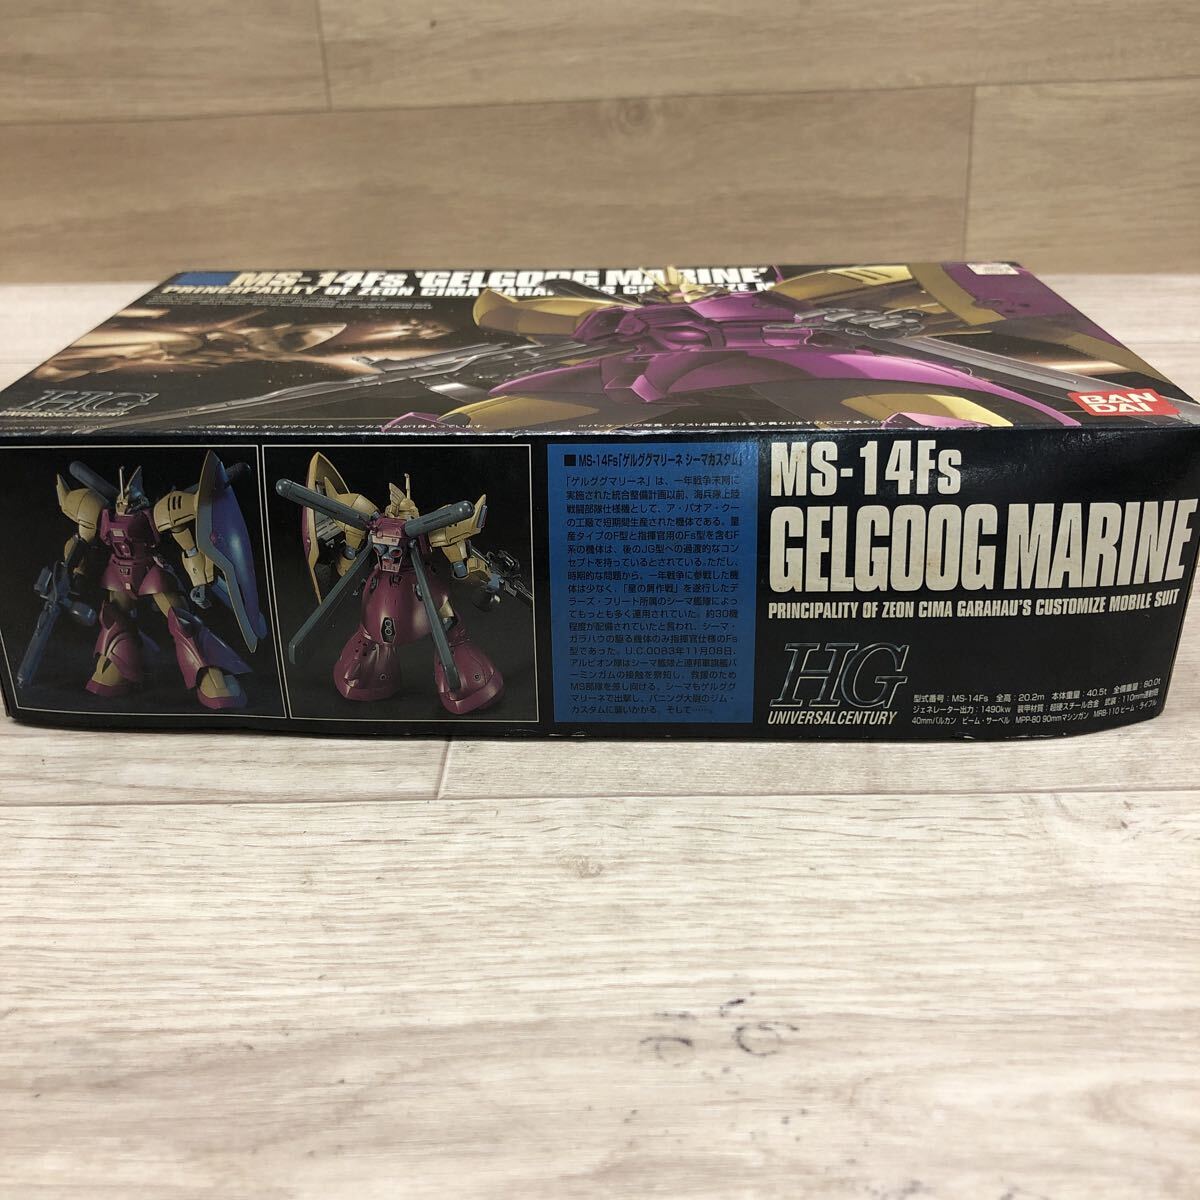 MS-14Fs 'GELGOOG MARINE'
PRINCIPALITY OF ZEON CIMA
HG
UNIVERSAL CENTURY
BAN
DAI
■MS-14Fs「ゲルググマリーネ シーマカスタム」
「ゲルググマリーネ」は、一年戦争末期に
実施された統合整備計画以前、海兵隊上陸
戦闘部隊仕様機として、ア・バオア・クー
の工廠で短期間生産された機体である。量
産タイプのF型と指揮官用のFs型を含むF
系の機体は、後のJG型への過渡的なコン
セプトを持っているとされている。ただし、
時期的な問題から、一年戦争に参戦した機
体は少なく、「星の屑作戦」を遂行したデ
ラーズ・フリート所属のシーマ艦隊によっ
てもっとも多く運用されていた。約30機
程度が配備されていたと言われ、シーマ・
ガラハウの駆る機体のみ指揮官仕様のFs
型であった。U.C.0083年11月08日、
アルビオン隊はシーマ艦隊と連邦軍旗艦バ
ーミンガムの接触を察知し、救援のため
MS部隊を差し向ける。シーマもゲルググ
マリーネで出撃し、バニング大尉のジム・
カスタムに襲いかかる。そして……。
MS-14Fs
GELGOOG MARINE
PRINCIPALITY OF ZEON CIMA GARAHAU'S CUSTOMIZE MOBILE SUIT
HG
UNIVERSAL CENTURY
型式番号：MS-14Fs 全高：20.2m 本体重量：40.5t 全備重量：80.0t
ジェネレーター出力：1490kw 装甲材質：超硬スチール合金 武装：110mm速射砲
40mmバルカン ビーム・サーベル MPP-80 90mmマシンガン MRB-110 ビーム・ライフル